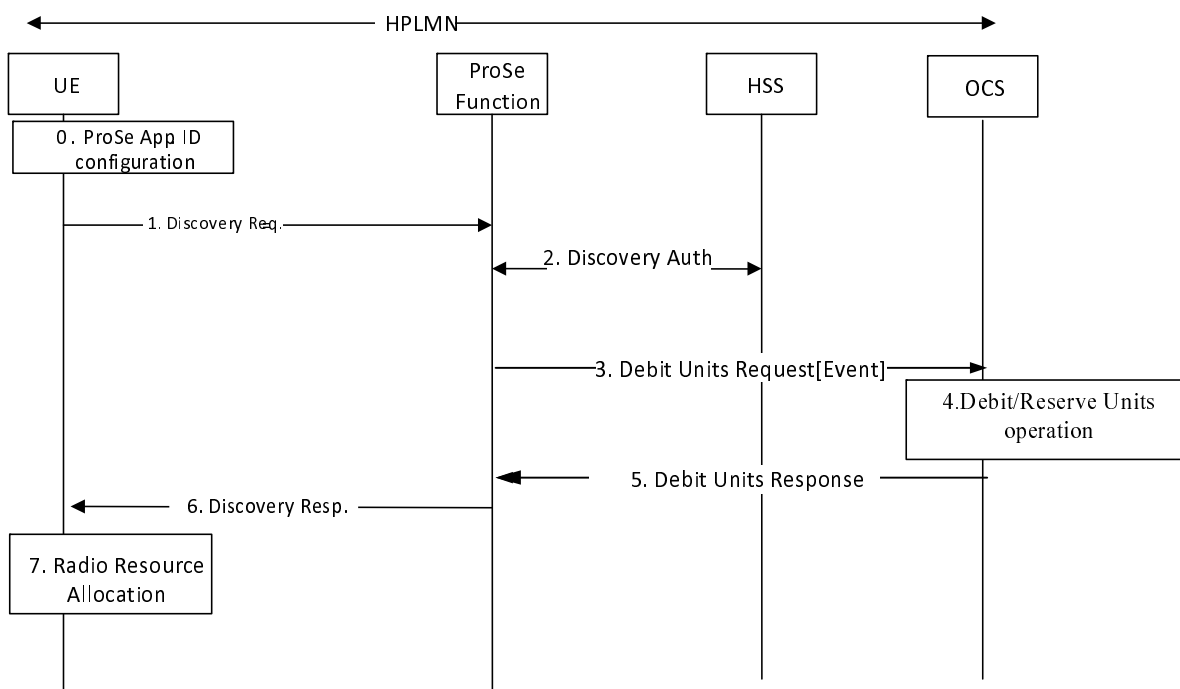 HPLMN
UE
ProSe
Function
HSS
OCS
0. ProSe App ID
configuration
1. Discovery Req.
2. Discovery Auth
3. Debit Units Request[Event]
4.Debit/Reserve Units
operation
5. Debit Units Response
6. Discovery Resp.
7. Radio Resource
Allocation